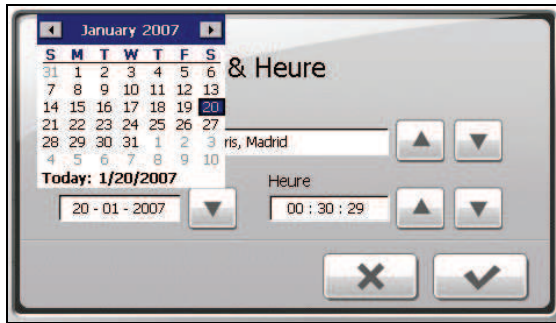 January 2007
S M T W T F S
31 1 2 3 4 5 6
7 8 9 10 11 12 13
14 15 16 17 18 19 20
21 22 23 24 25 26 27
28 29 30 31 1 2 3
4 5 6 7 8 9 10
Today: 1/20/2007
& Heure
ris, Madrid
Heure
20 - 01 - 2007
00 : 30 : 29